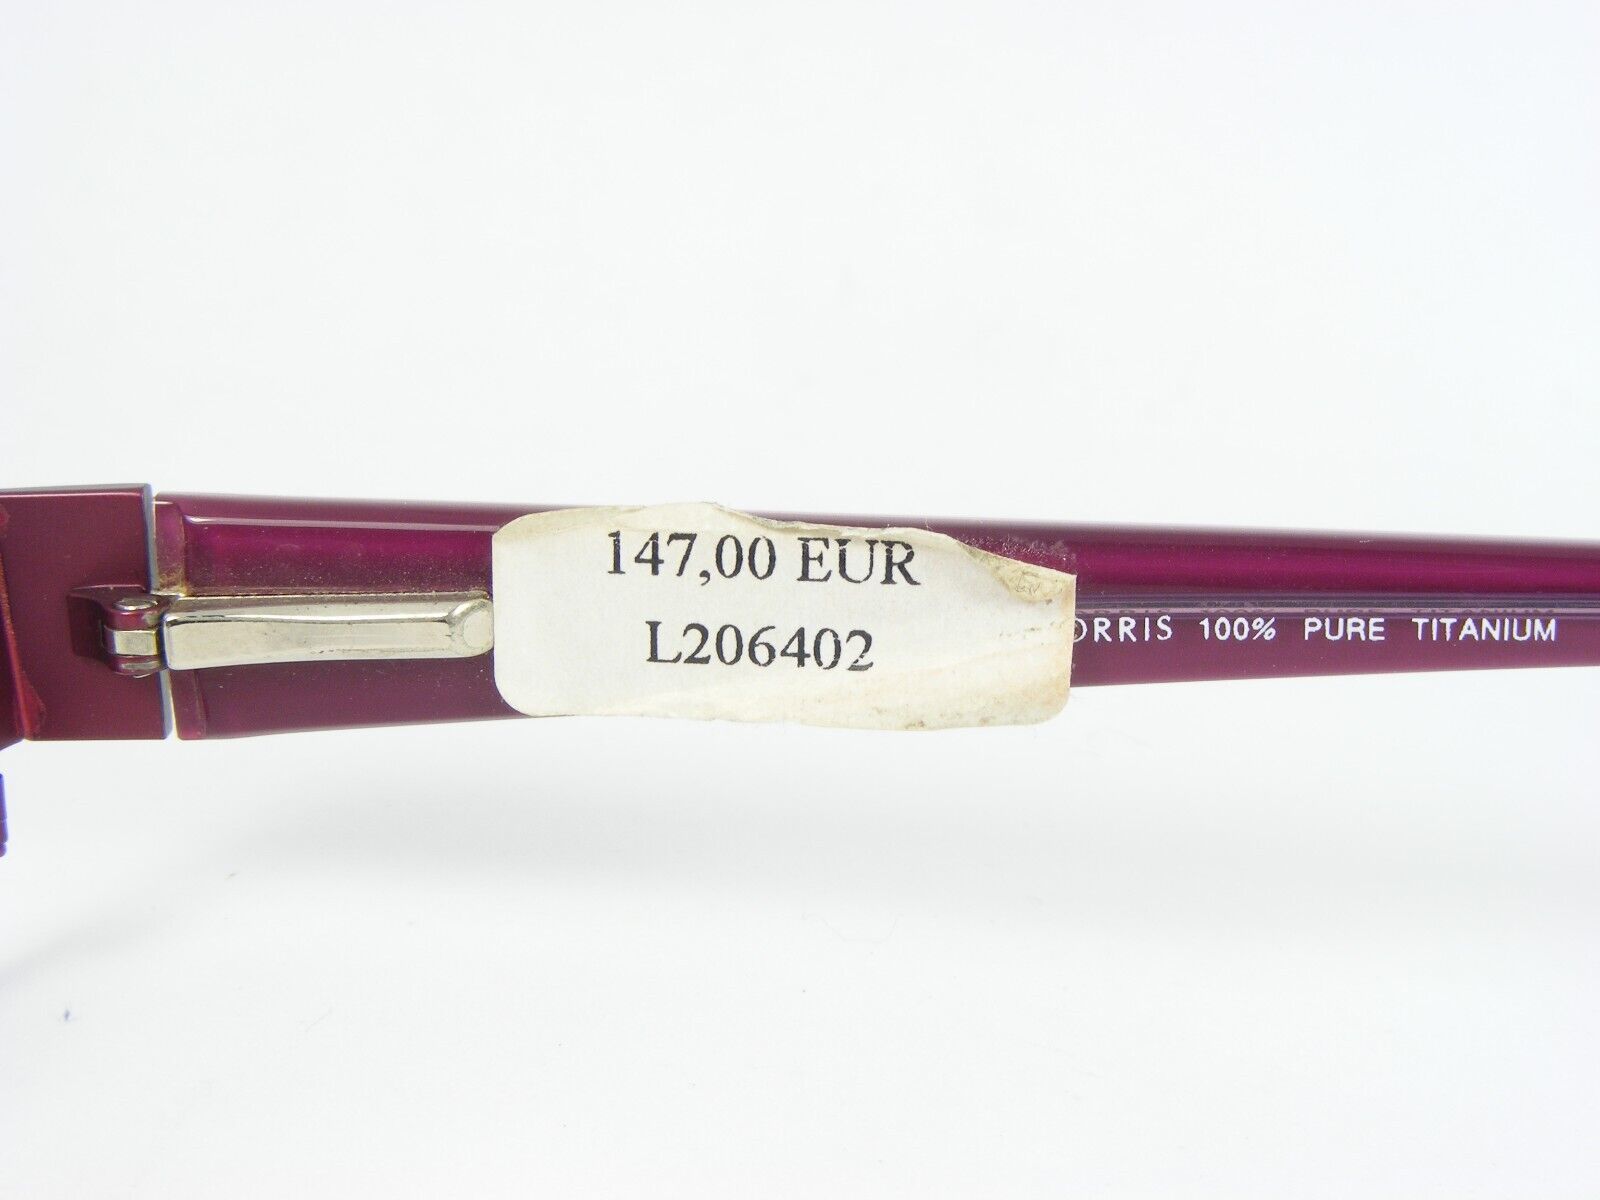 147,00 EUR
L206402
ORRIS 100% PURE TITANIUM